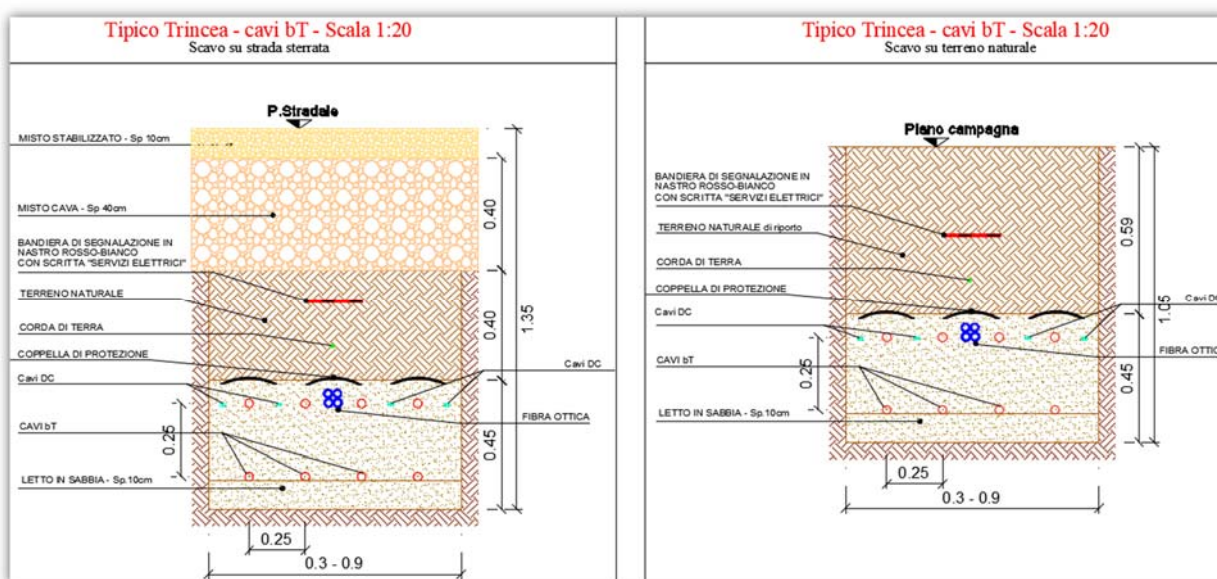 Tipico Trincea - cavi bT - Scala 1:20
Scavo su strada sterrata
P.Stradale
MISTO STABILIZZATO - Sp 10cm
MISTO CAVA - Sp 40cm
BANDIERA DI SEGNALAZIONE IN
NASTRO ROSSO-BIANCO
CON SCRITTA "SERVIZI ELETTRICI"
TERRENO NATURALE
CORDA DI TERRA
COPPELLA DI PROTEZIONE
Cavi DC
CAVI bT
LETTO IN SABBIA - Sp.10cm
Cavi DC
FIBRA OTTICA
0.40
0.40
1.35
0.45
0.25
0.25
0.3 - 0.9
Tipico Trincea - cavi bT - Scala 1:20
Scavo su terreno naturale
Piano campagna
BANDIERA DI SEGNALAZIONE IN
NASTRO ROSSO-BIANCO
CON SCRITTA "SERVIZI ELETTRICI"
TERRENO NATURALE di riporto
CORDA DI TERRA
COPPELLA DI PROTEZIONE
Cavi DC
CAVI bT
LETTO IN SABBIA - Sp.10cm
Cavi DC
FIBRA OTTICA
0.59
1.05
0.45
0.25
0.25
0.3 - 0.9